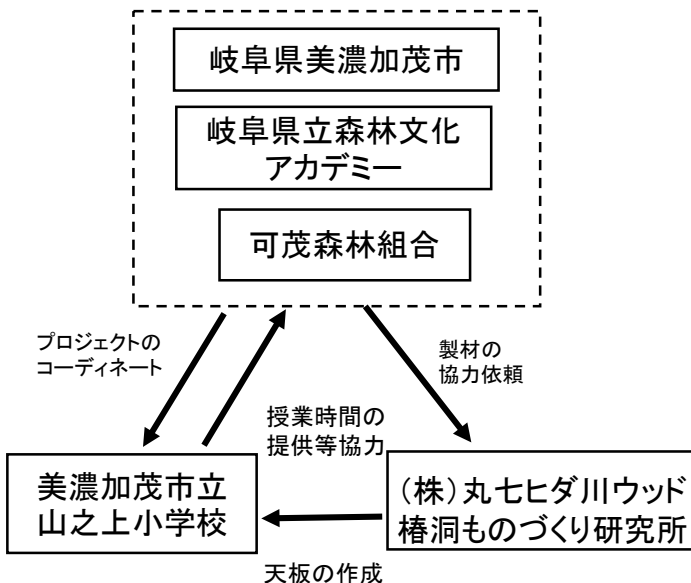 岐阜県美濃加茂市
岐阜県立森林文化
アカデミー
可茂森林組合
プロジェクトの
コーディネート
製材の
協力依頼
授業時間の
提供等協力
美濃加茂市立
山之上小学校
（株）丸七ヒダ川ウッド
椿洞ものづくり研究所
天板の作成